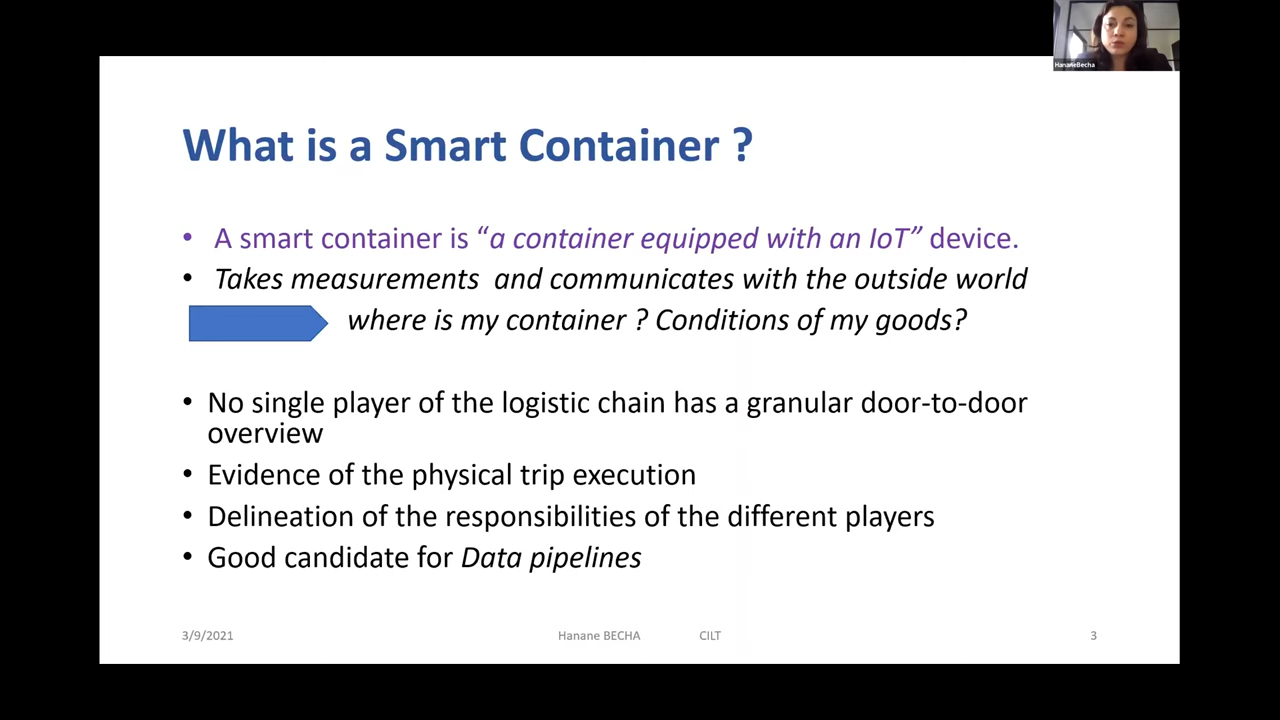 HananeBecha
What is a Smart Container ?
• A smart container is “a container equipped with an IoT” device.
• Takes measurements  and communicates with the outside world
where is my container ? Conditions of my goods?
• No single player of the logistic chain has a granular door-to-door
overview
• Evidence of the physical trip execution
• Delineation of the responsibilities of the different players
• Good candidate for Data pipelines
3/9/2021 Hanane BECHA CILT 3